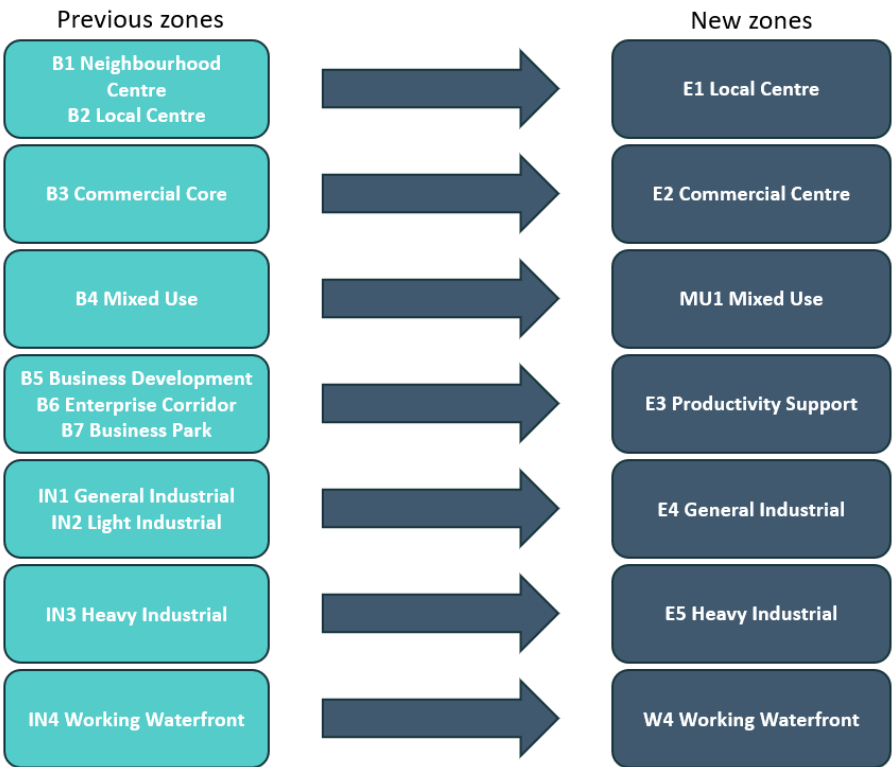 Previous zones
New zones
B1 Neighbourhood
Centre
B2 Local Centre
E1 Local Centre
B3 Commercial Core
E2 Commercial Centre
B4 Mixed Use
MU1 Mixed Use
B5 Business Development
B6 Enterprise Corridor
B7 Business Park
E3 Productivity Support
IN1 General Industrial
IN2 Light Industrial
E4 General Industrial
IN3 Heavy Industrial
E5 Heavy Industrial
IN4 Working Waterfront
W4 Working Waterfront